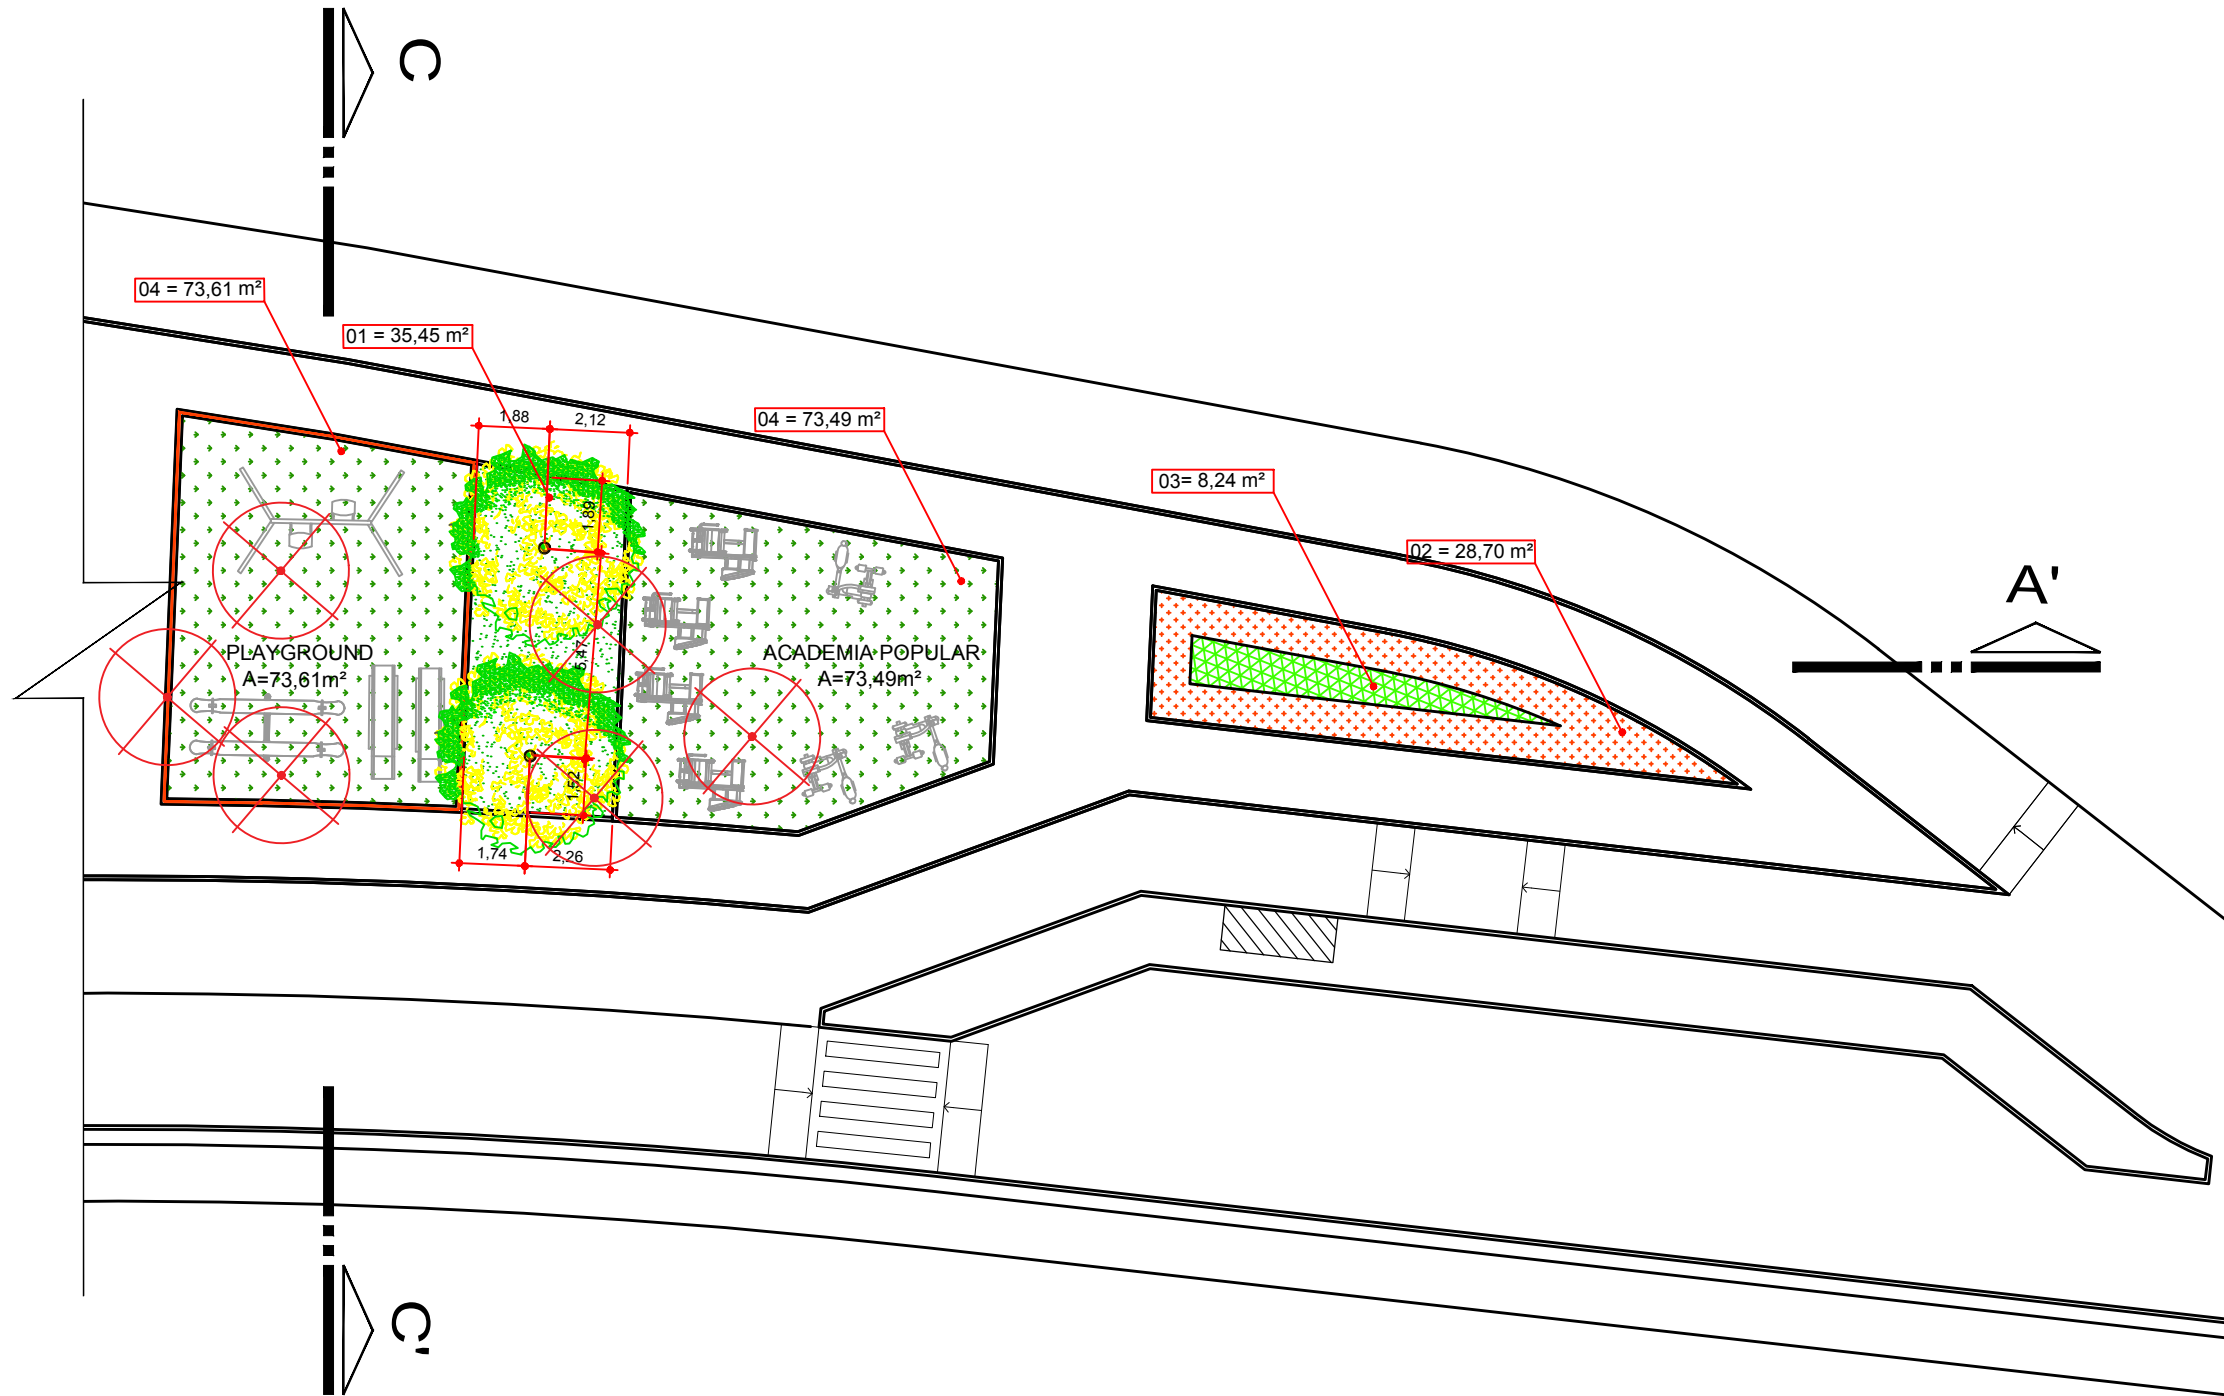 C
04 = 73,61 m²
01 = 35,45 m²
1,88
2,12
04 = 73,49 m²
03= 8,24 m²
1,89
02 = 28,70 m²
A'
PLAYGROUND
A=73,61m²
5,47
ACADEMIA POPULAR
A=73,49m²
1,52
1,74
2,26
C'